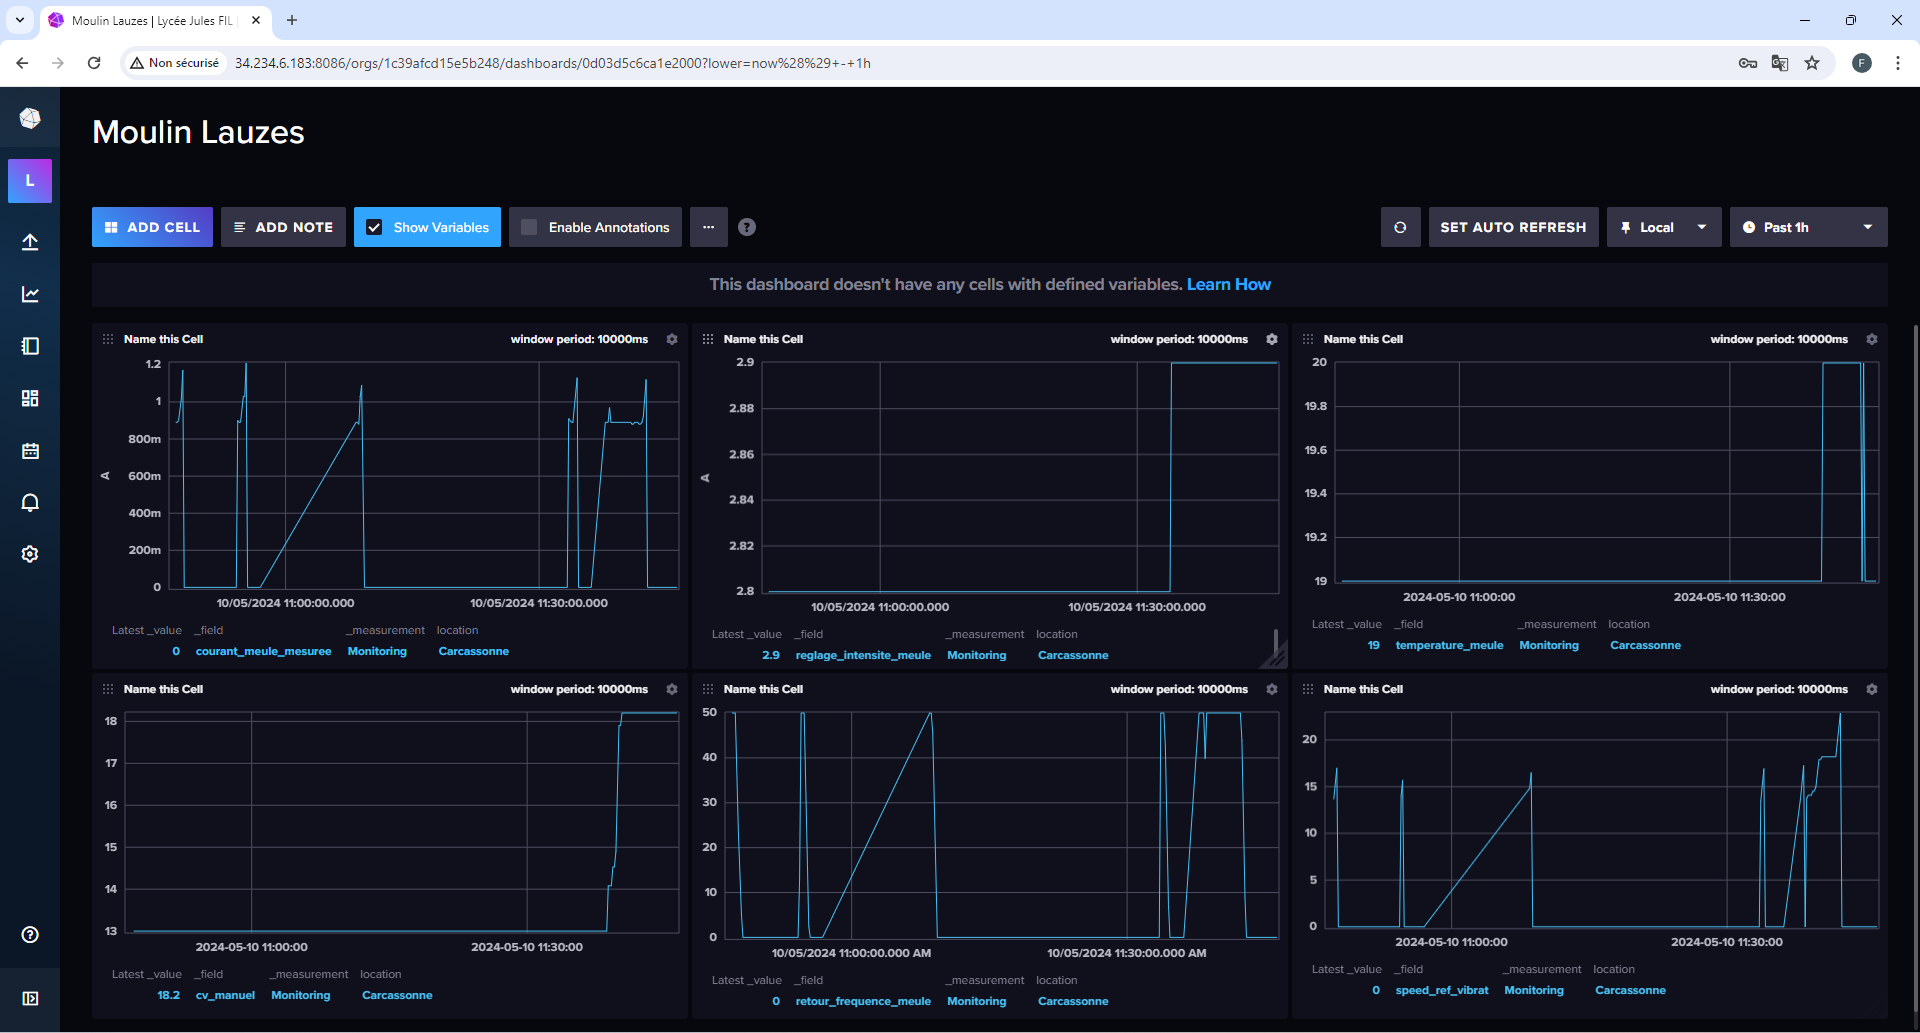 Moulin Lauzes | Lycée Jules FIL
Non sécurisé
34.234.6.183:8086/orgs/1c39afcd15e5b248/dashboards/0d03d5c6ca1e2000?lower=now%28%29+-+1h
F
L
Moulin Lauzes
ADD CELL
ADD NOTE
Show Variables
Enable Annotations
?
SET AUTO REFRESH
Local
Past 1h
This dashboard doesn't have any cells with defined variables. Learn How
Name this Cell
window period: 10000ms
1.2
1
800m
600m
400m
200m
0
A
10/05/2024 11:00:00.000
10/05/2024 11:30:00.000
Latest _value _field _measurement location
0 courant_meule_mesuree Monitoring Carcassonne
Name this Cell
window period: 10000ms
2.9
2.88
2.86
2.84
2.82
2.8
A
10/05/2024 11:00:00.000
10/05/2024 11:30:00.000
Latest _value _field _measurement location
2.9 reglage_intensite_meule Monitoring Carcassonne
Name this Cell
window period: 10000ms
20
19.8
19.6
19.4
19.2
19
2024-05-10 11:00:00
2024-05-10 11:30:00
Latest _value _field _measurement location
19 temperature_meule Monitoring Carcassonne
Name this Cell
window period: 10000ms
18
17
16
15
14
13
2024-05-10 11:00:00
2024-05-10 11:30:00
Latest _value _field _measurement location
18.2 cv_manuel Monitoring Carcassonne
Name this Cell
window period: 10000ms
50
40
30
20
10
0
10/05/2024 11:00:00.000 AM
10/05/2024 11:30:00.000 AM
Latest _value _field _measurement location
0 retour_frequence_meule Monitoring Carcassonne
Name this Cell
window period: 10000ms
20
15
10
5
0
2024-05-10 11:00:00
2024-05-10 11:30:00
Latest _value _field _measurement location
0 speed_ref_vibrat Monitoring Carcassonne